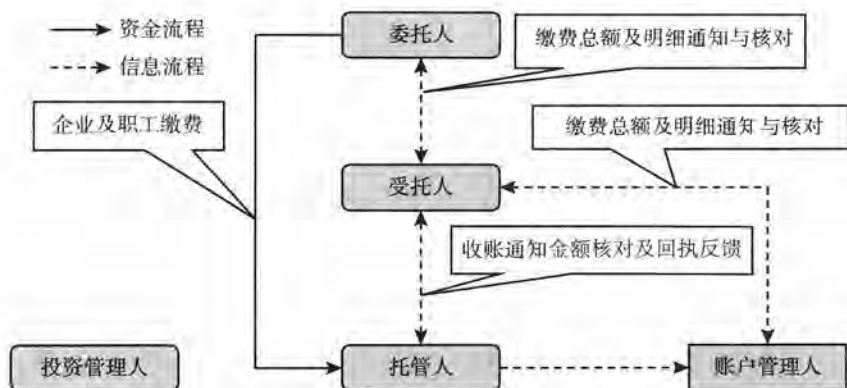 资金流程
信息流程
委托人
缴费总额及明细通知与核对
企业及职工缴费
缴费总额及明细通知与核对
受托人
收账通知金额核对及回执反馈
投资管理人
托管人
账户管理人